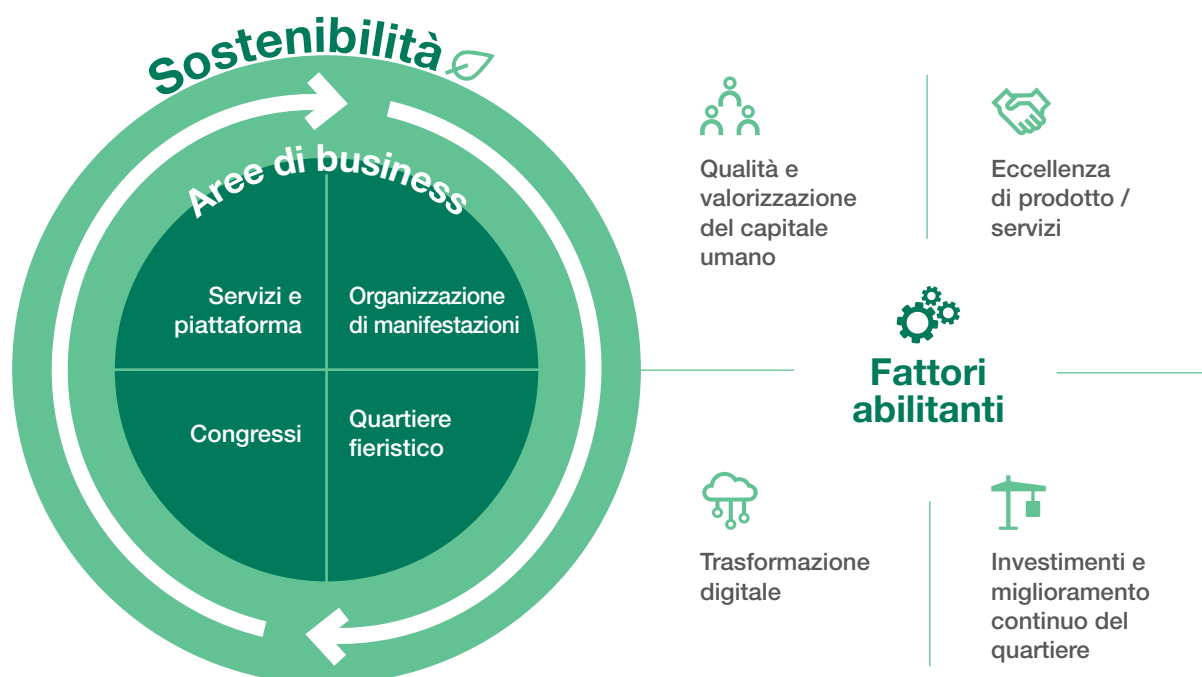 Sostenibilità
Aree di business
Servizi e
piattaforma
Organizzazione
di manifestazioni
Congressi
Quartiere
fieristico
Qualità e
valorizzazione
del capitale
umano
Eccellenza
di prodotto /
servizi
Fattori
abilitanti
Trasformazione
digitale
Investimenti e
miglioramento
continuo del
quartiere